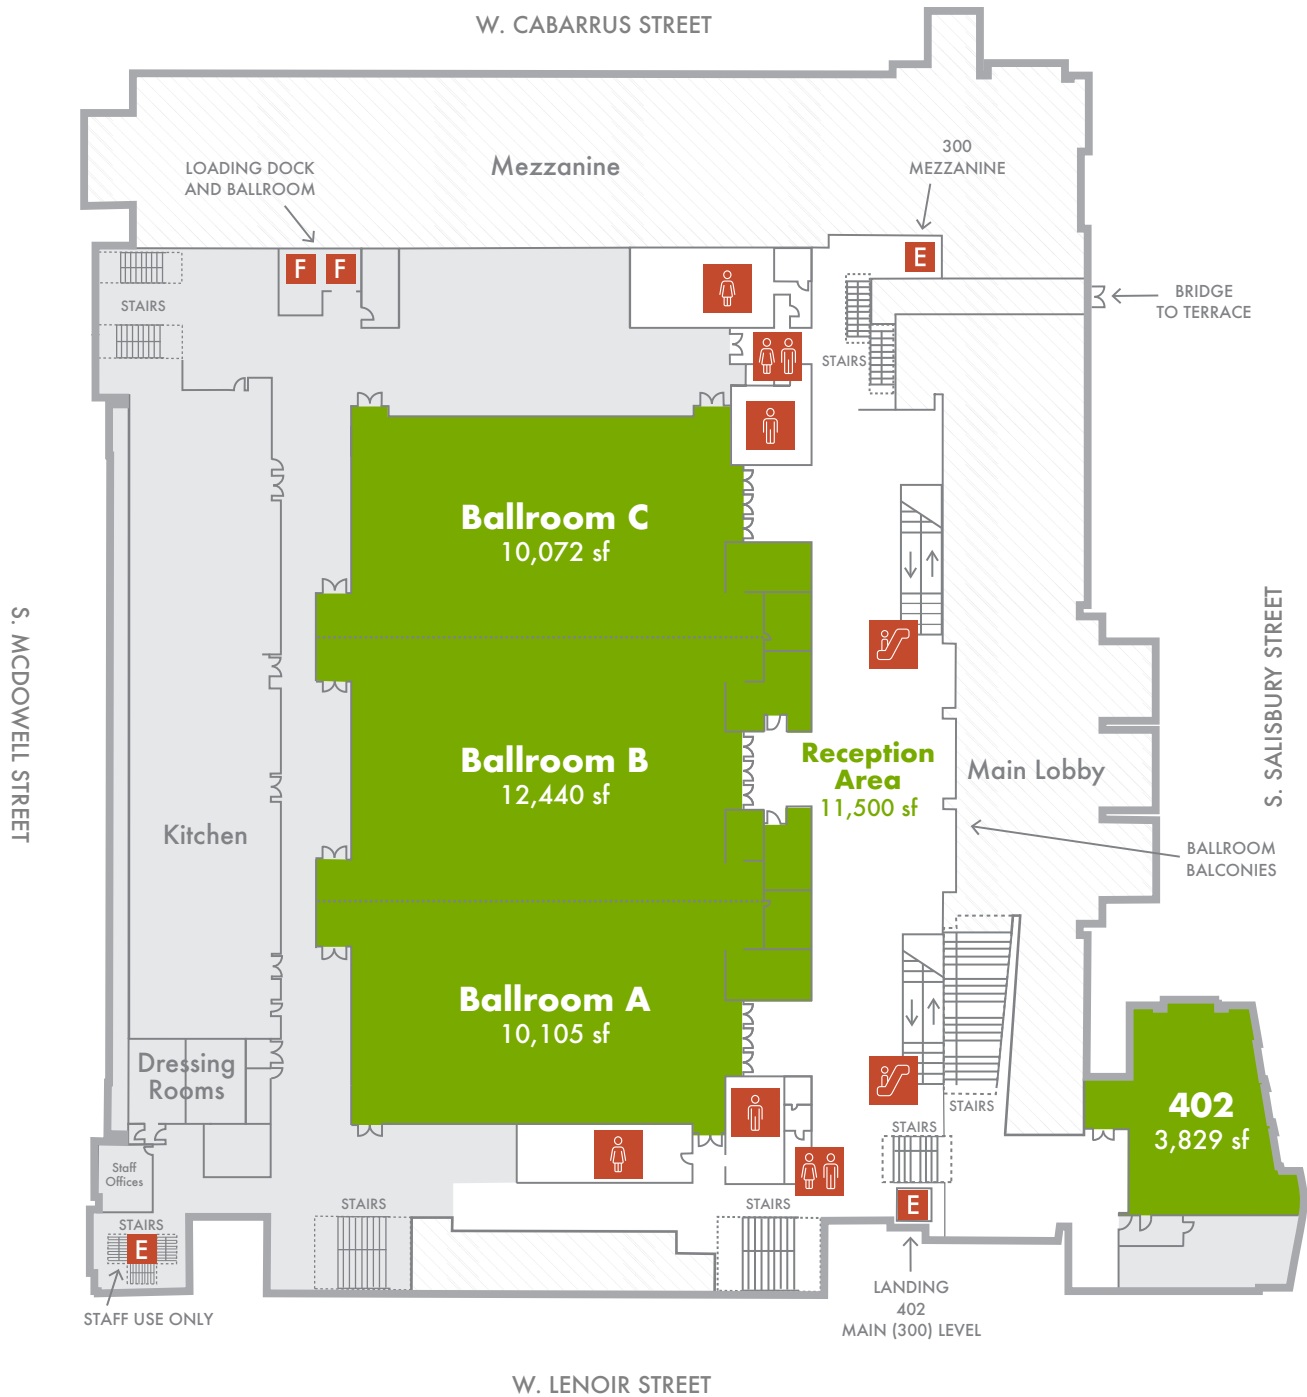 W. CABARRUS STREET
300
MEZZANINE
LOADING DOCK
AND BALLROOM
Mezzanine
E
F
F
BRIDGE
TO TERRACE
STAIRS
STAIRS
Ballroom C
10,072 sf
S. MCDOWELL STREET
S. SALISBURY STREET
Ballroom B
12,440 sf
Reception
Area
11,500 sf
Main Lobby
Kitchen
BALLROOM
BALCONIES
Ballroom A
10,105 sf
Dressing
Rooms
STAIRS
402
3,829 sf
STAIRS
Staff
Offices
STAIRS
STAIRS
STAIRS
E
E
STAFF USE ONLY
LANDING
402
MAIN (300) LEVEL
W. LENOIR STREET